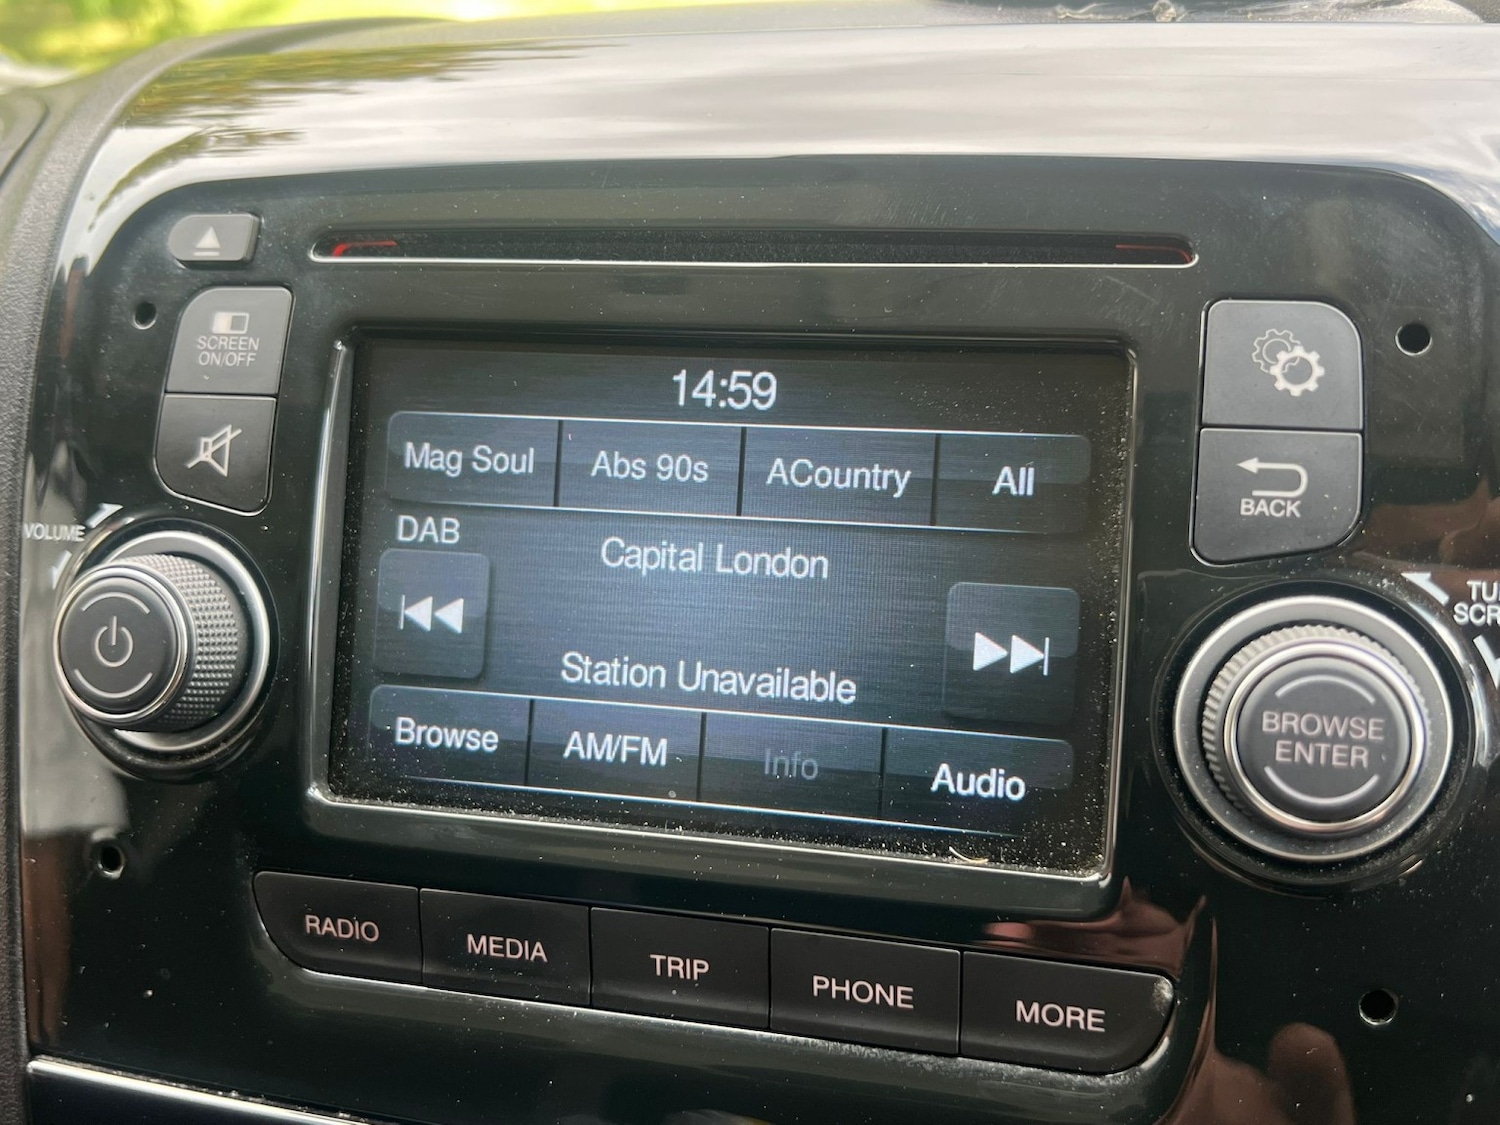 SCREEN
ON/OFF
VOLUME
14:59
Mag Soul Abs 90s ACountry All
DAB
Capital London
Station Unavailable
Browse AM/FM Info Audio
BACK
BROWSE
ENTER
RADIO MEDIA TRIP PHONE MORE